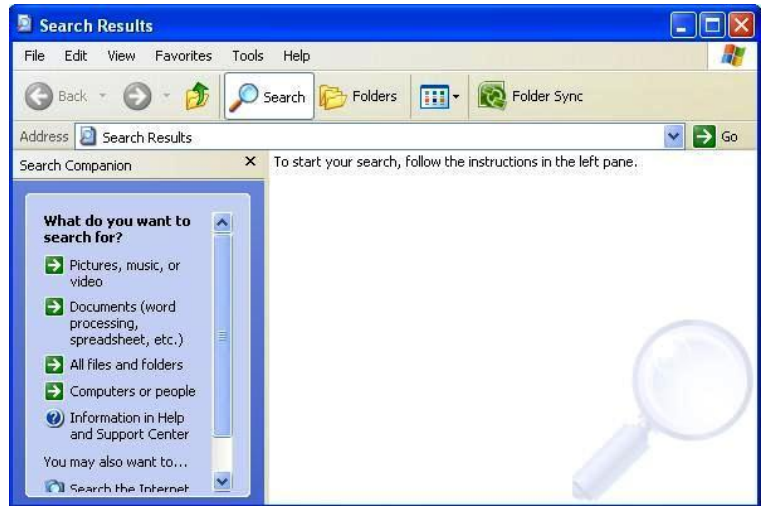 Search Results
File Edit View Favorites Tools Help
Back Search Folders Folder Sync
Address Search Results Go
Search Companion
To start your search, follow the instructions in the left pane.
What do you want to
search for?
Pictures, music, or
video
Documents (word
processing,
spreadsheet, etc.)
All files and folders
Computers or people
Information in Help
and Support Center
You may also want to...
Search the Internet